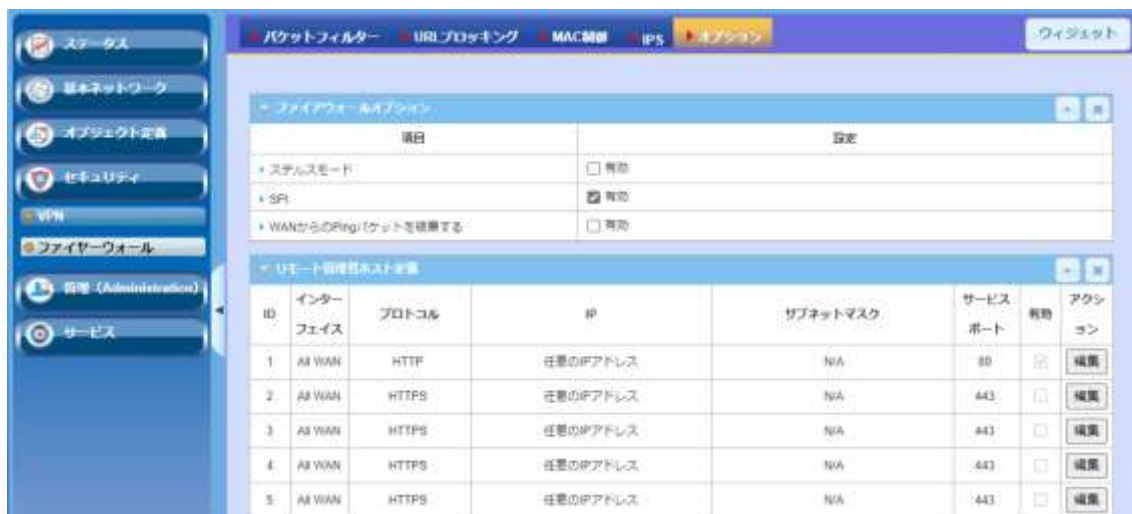 ステータス
基本ネットワーク
オブジェクト定義
セキュリティ
VPN
ファイヤーウォール
管理 (Administration)
サービス
パケットフィルター URLブロッキング MAC制御 IPS オプション
ウィジェット
ファイアウォールオプション
項目 設定
ステルスモード 有効
SPI 有効
WANからのPingパケットを破棄する 有効
リモート管理者ホスト定義
ID インターフェイス プロトコル IP サブネットマスク サービスポート 有効 アクション
1 All WAN HTTP 任意のIPアドレス N/A 80 編集
2 All WAN HTTPS 任意のIPアドレス N/A 443 編集
3 All WAN HTTPS 任意のIPアドレス N/A 443 編集
4 All WAN HTTPS 任意のIPアドレス N/A 443 編集
5 All WAN HTTPS 任意のIPアドレス N/A 443 編集